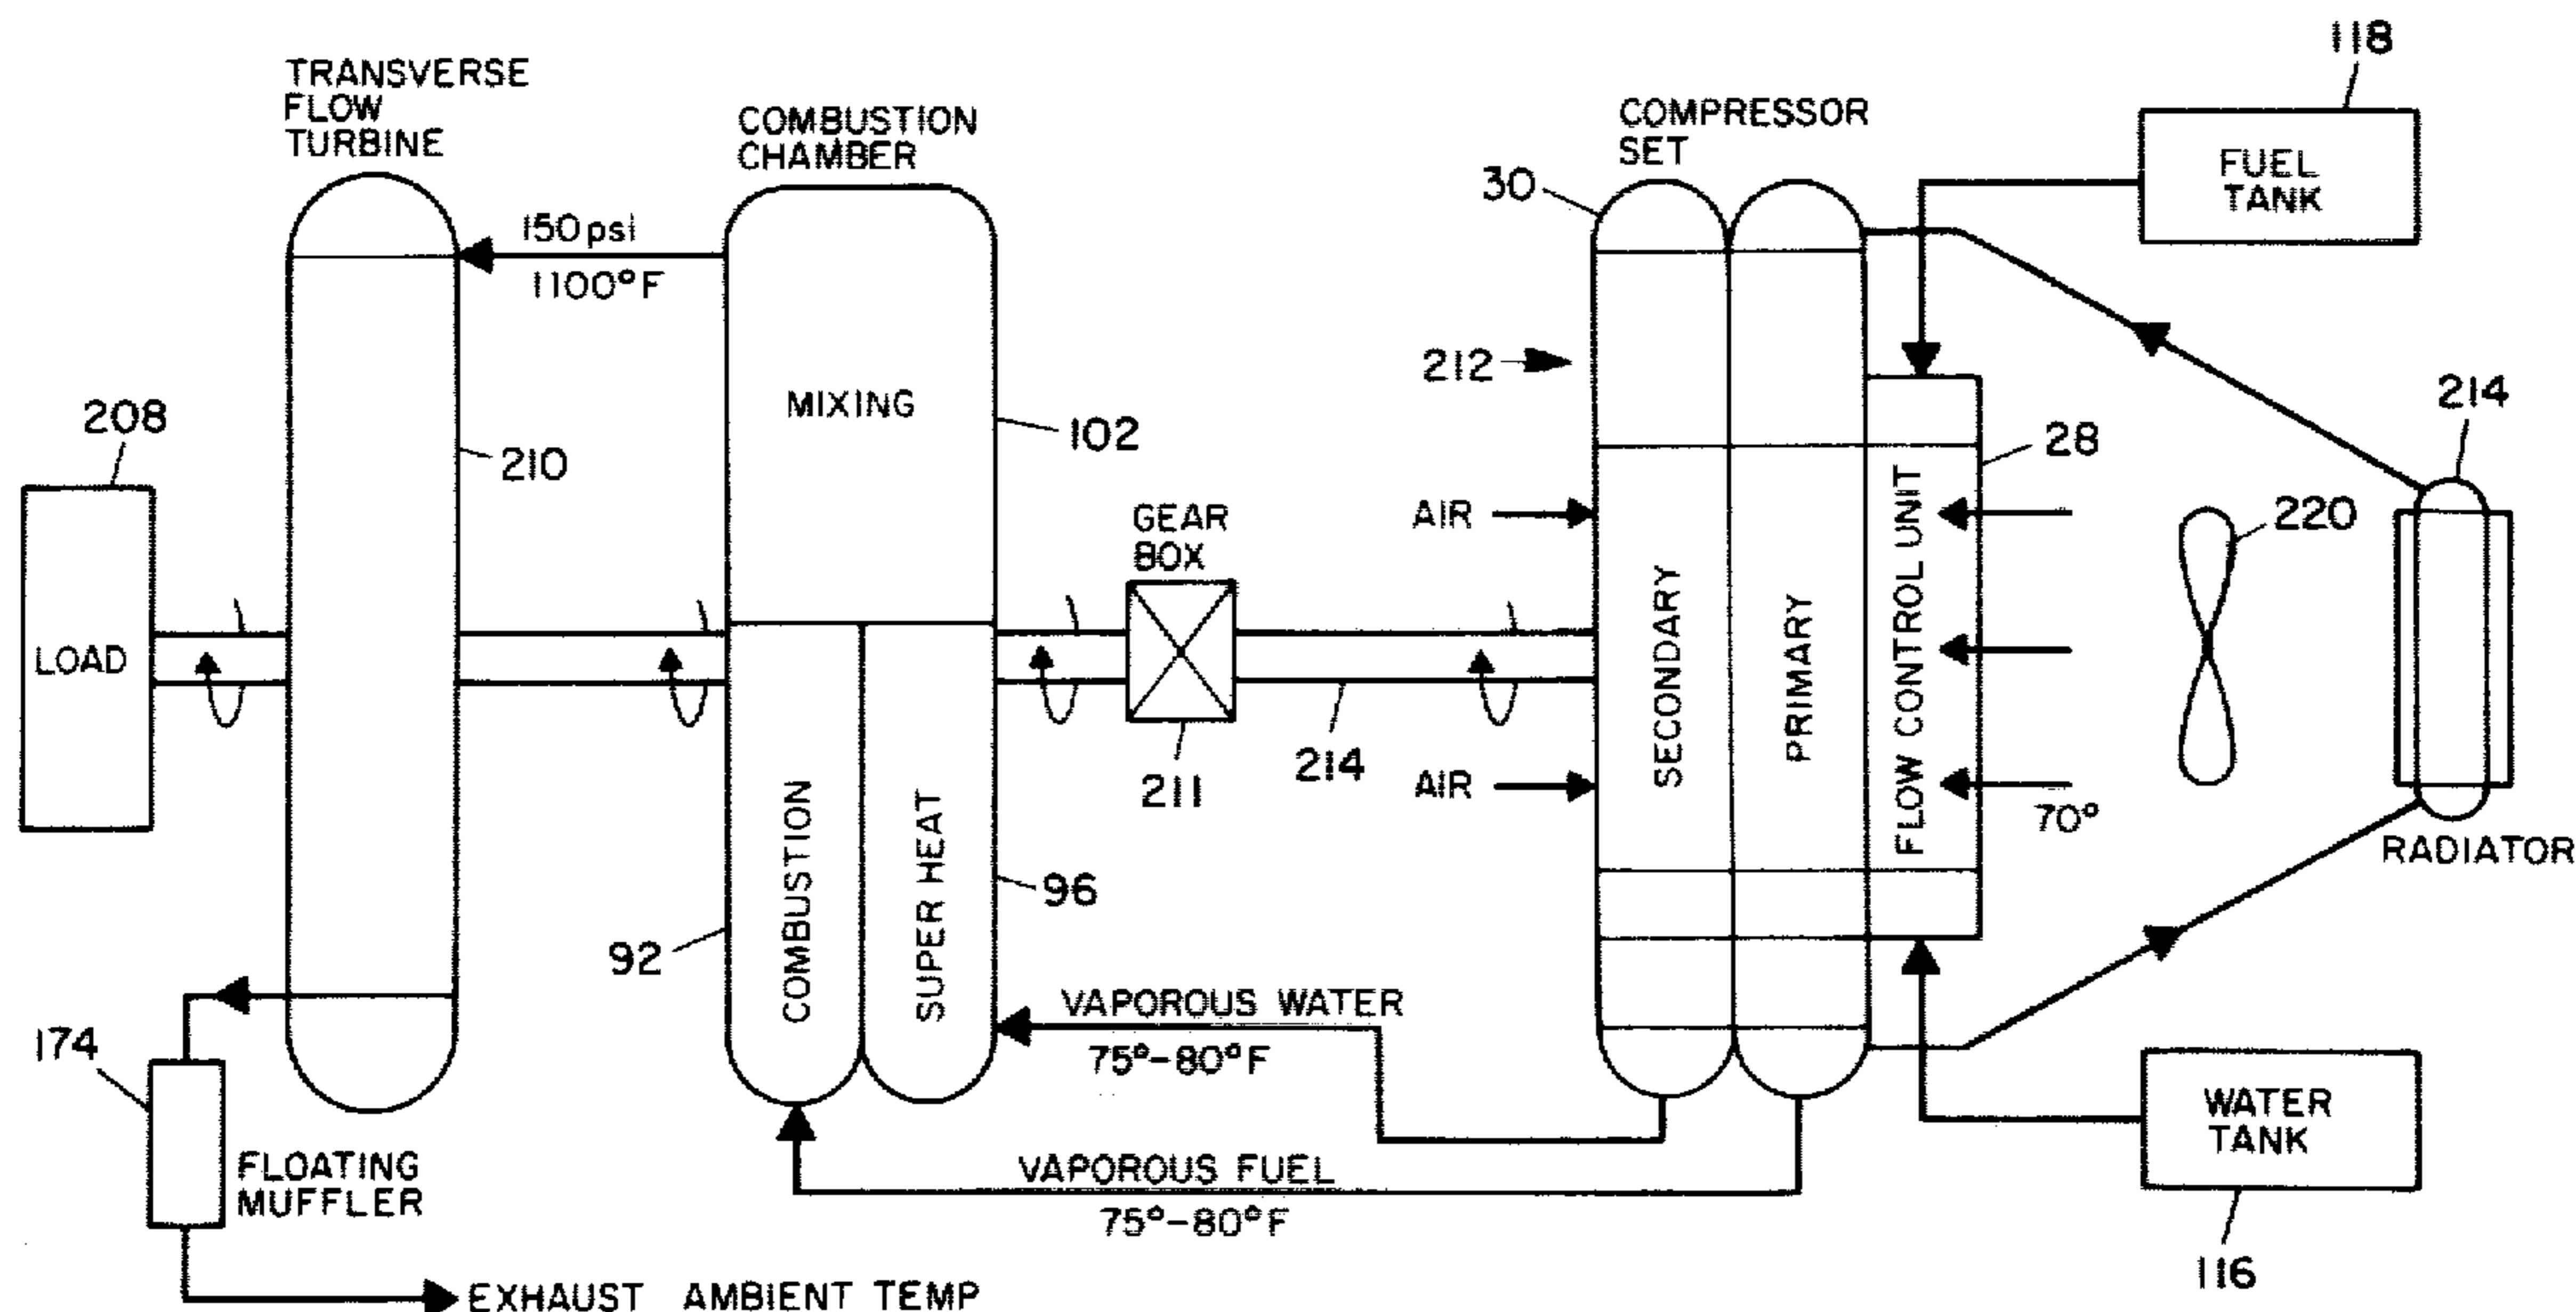 118
TRANSVERSE
FLOW
TURBINE
COMBUSTION
CHAMBER
COMPRESSOR
SET
30
FUEL
TANK
150psi
1100°F
212
MIXING
102
208
210
28
214
220
GEAR
BOX
AIR
LOAD
SECONDARY
PRIMARY
FLOW CONTROL UNIT
211
214
AIR
70°
RADIATOR
COMBUSTION
SUPER HEAT
96
92
VAPOROUS WATER
75°-80°F
174
FLOATING
MUFFLER
VAPOROUS FUEL
75°-80°F
WATER
TANK
116
EXHAUST AMBIENT TEMP